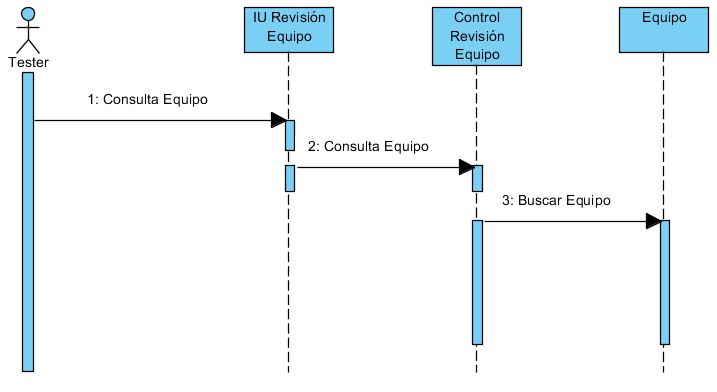 Tester
IU Revisión
Equipo
Control
Revisión
Equipo
Equipo
1: Consulta Equipo
2: Consulta Equipo
3: Buscar Equipo